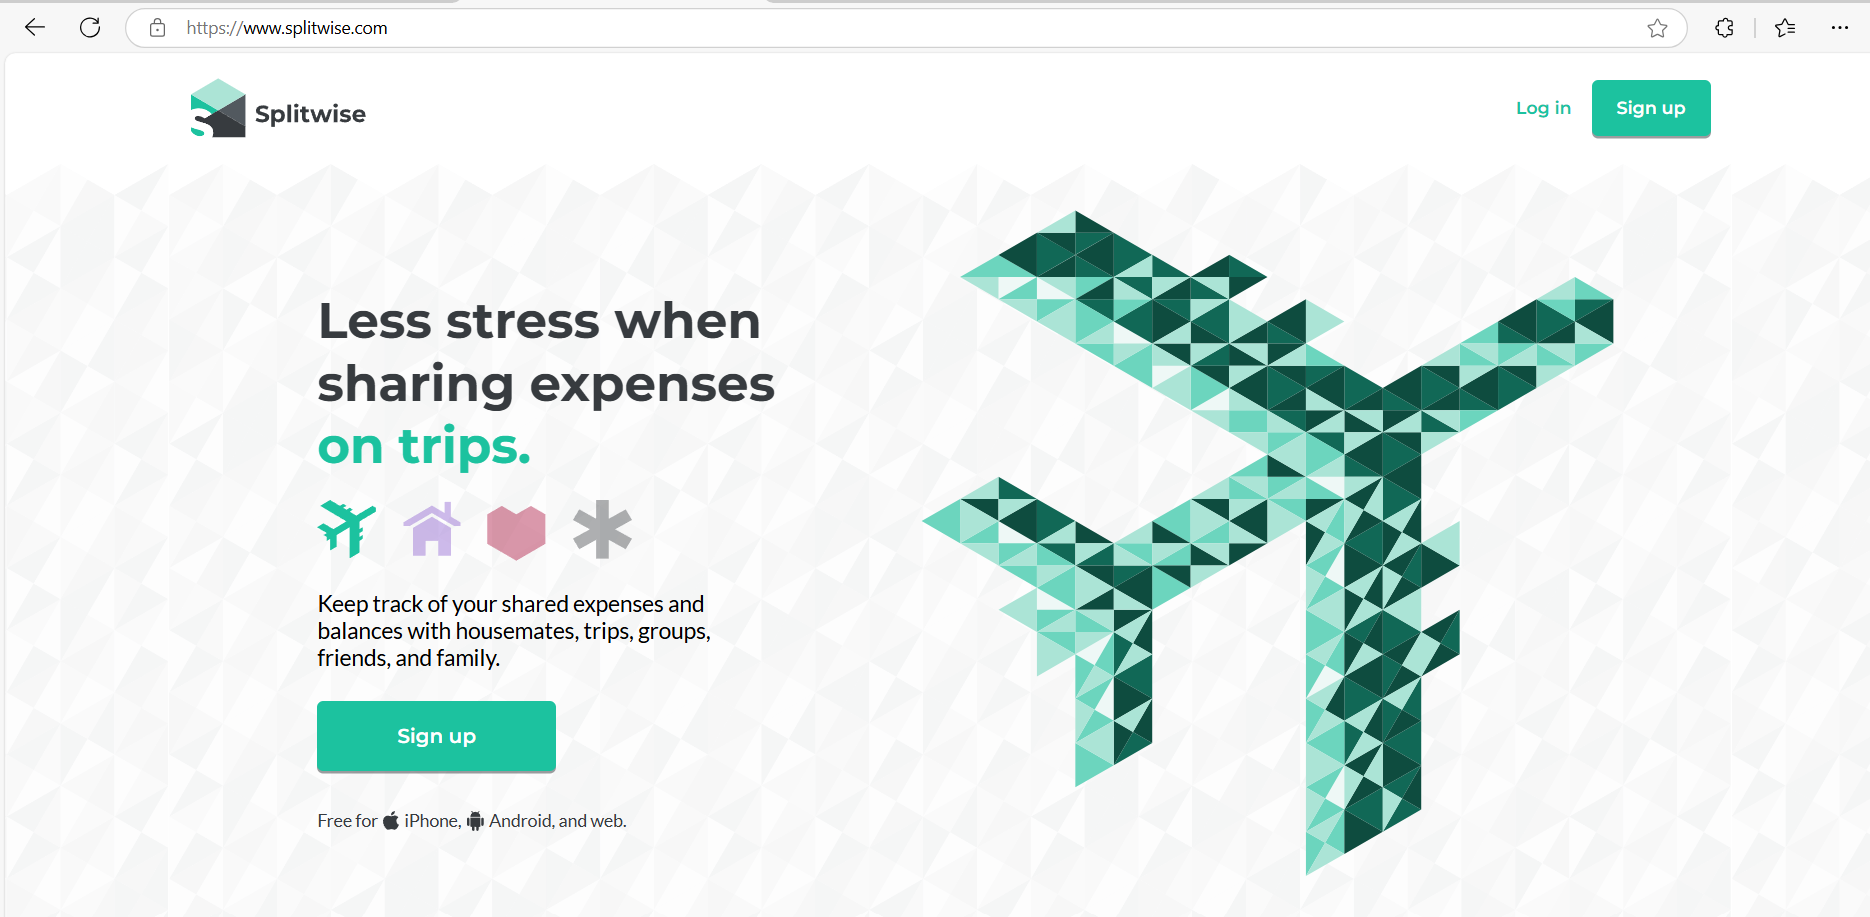 https://www.splitwise.com
Splitwise
Log in
Sign up
Less stress when
sharing expenses
on trips.
Keep track of your shared expenses and
balances with housemates, trips, groups,
friends, and family.
Sign up
Free for iPhone, Android, and web.